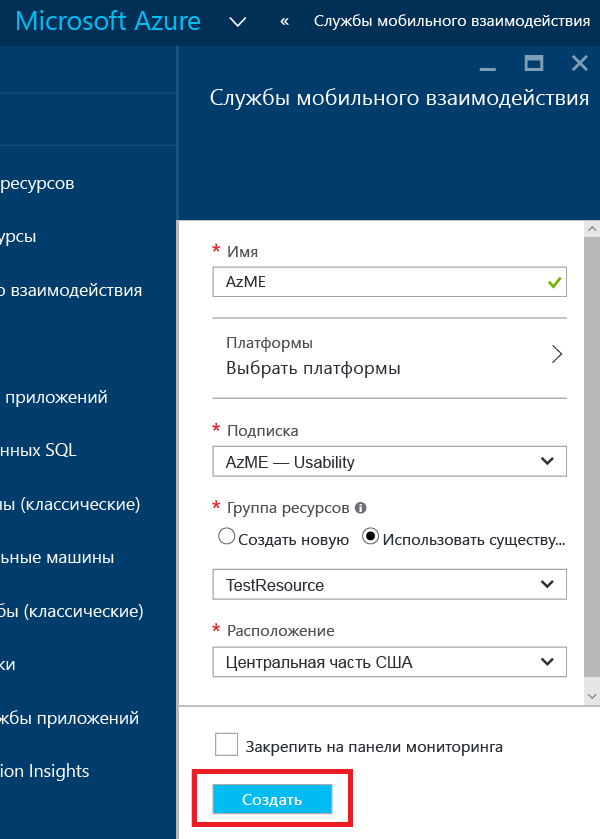 Microsoft Azure « Службы мобильного взаимодействия
Службы мобильного взаимодействия
ресурсов
урсы
о взаимодействия
приложений
нных SQL
ны (классические)
льные машины
бы (классические)
ки
жбы приложений
ion Insights
* Имя
AzME
Платформы
Выбрать платформы
* Подписка
AzME — Usability
* Группа ресурсов
Создать новую Использовать существу...
TestResource
* Расположение
Центральная часть США
Закрепить на панели мониторинга
Создать